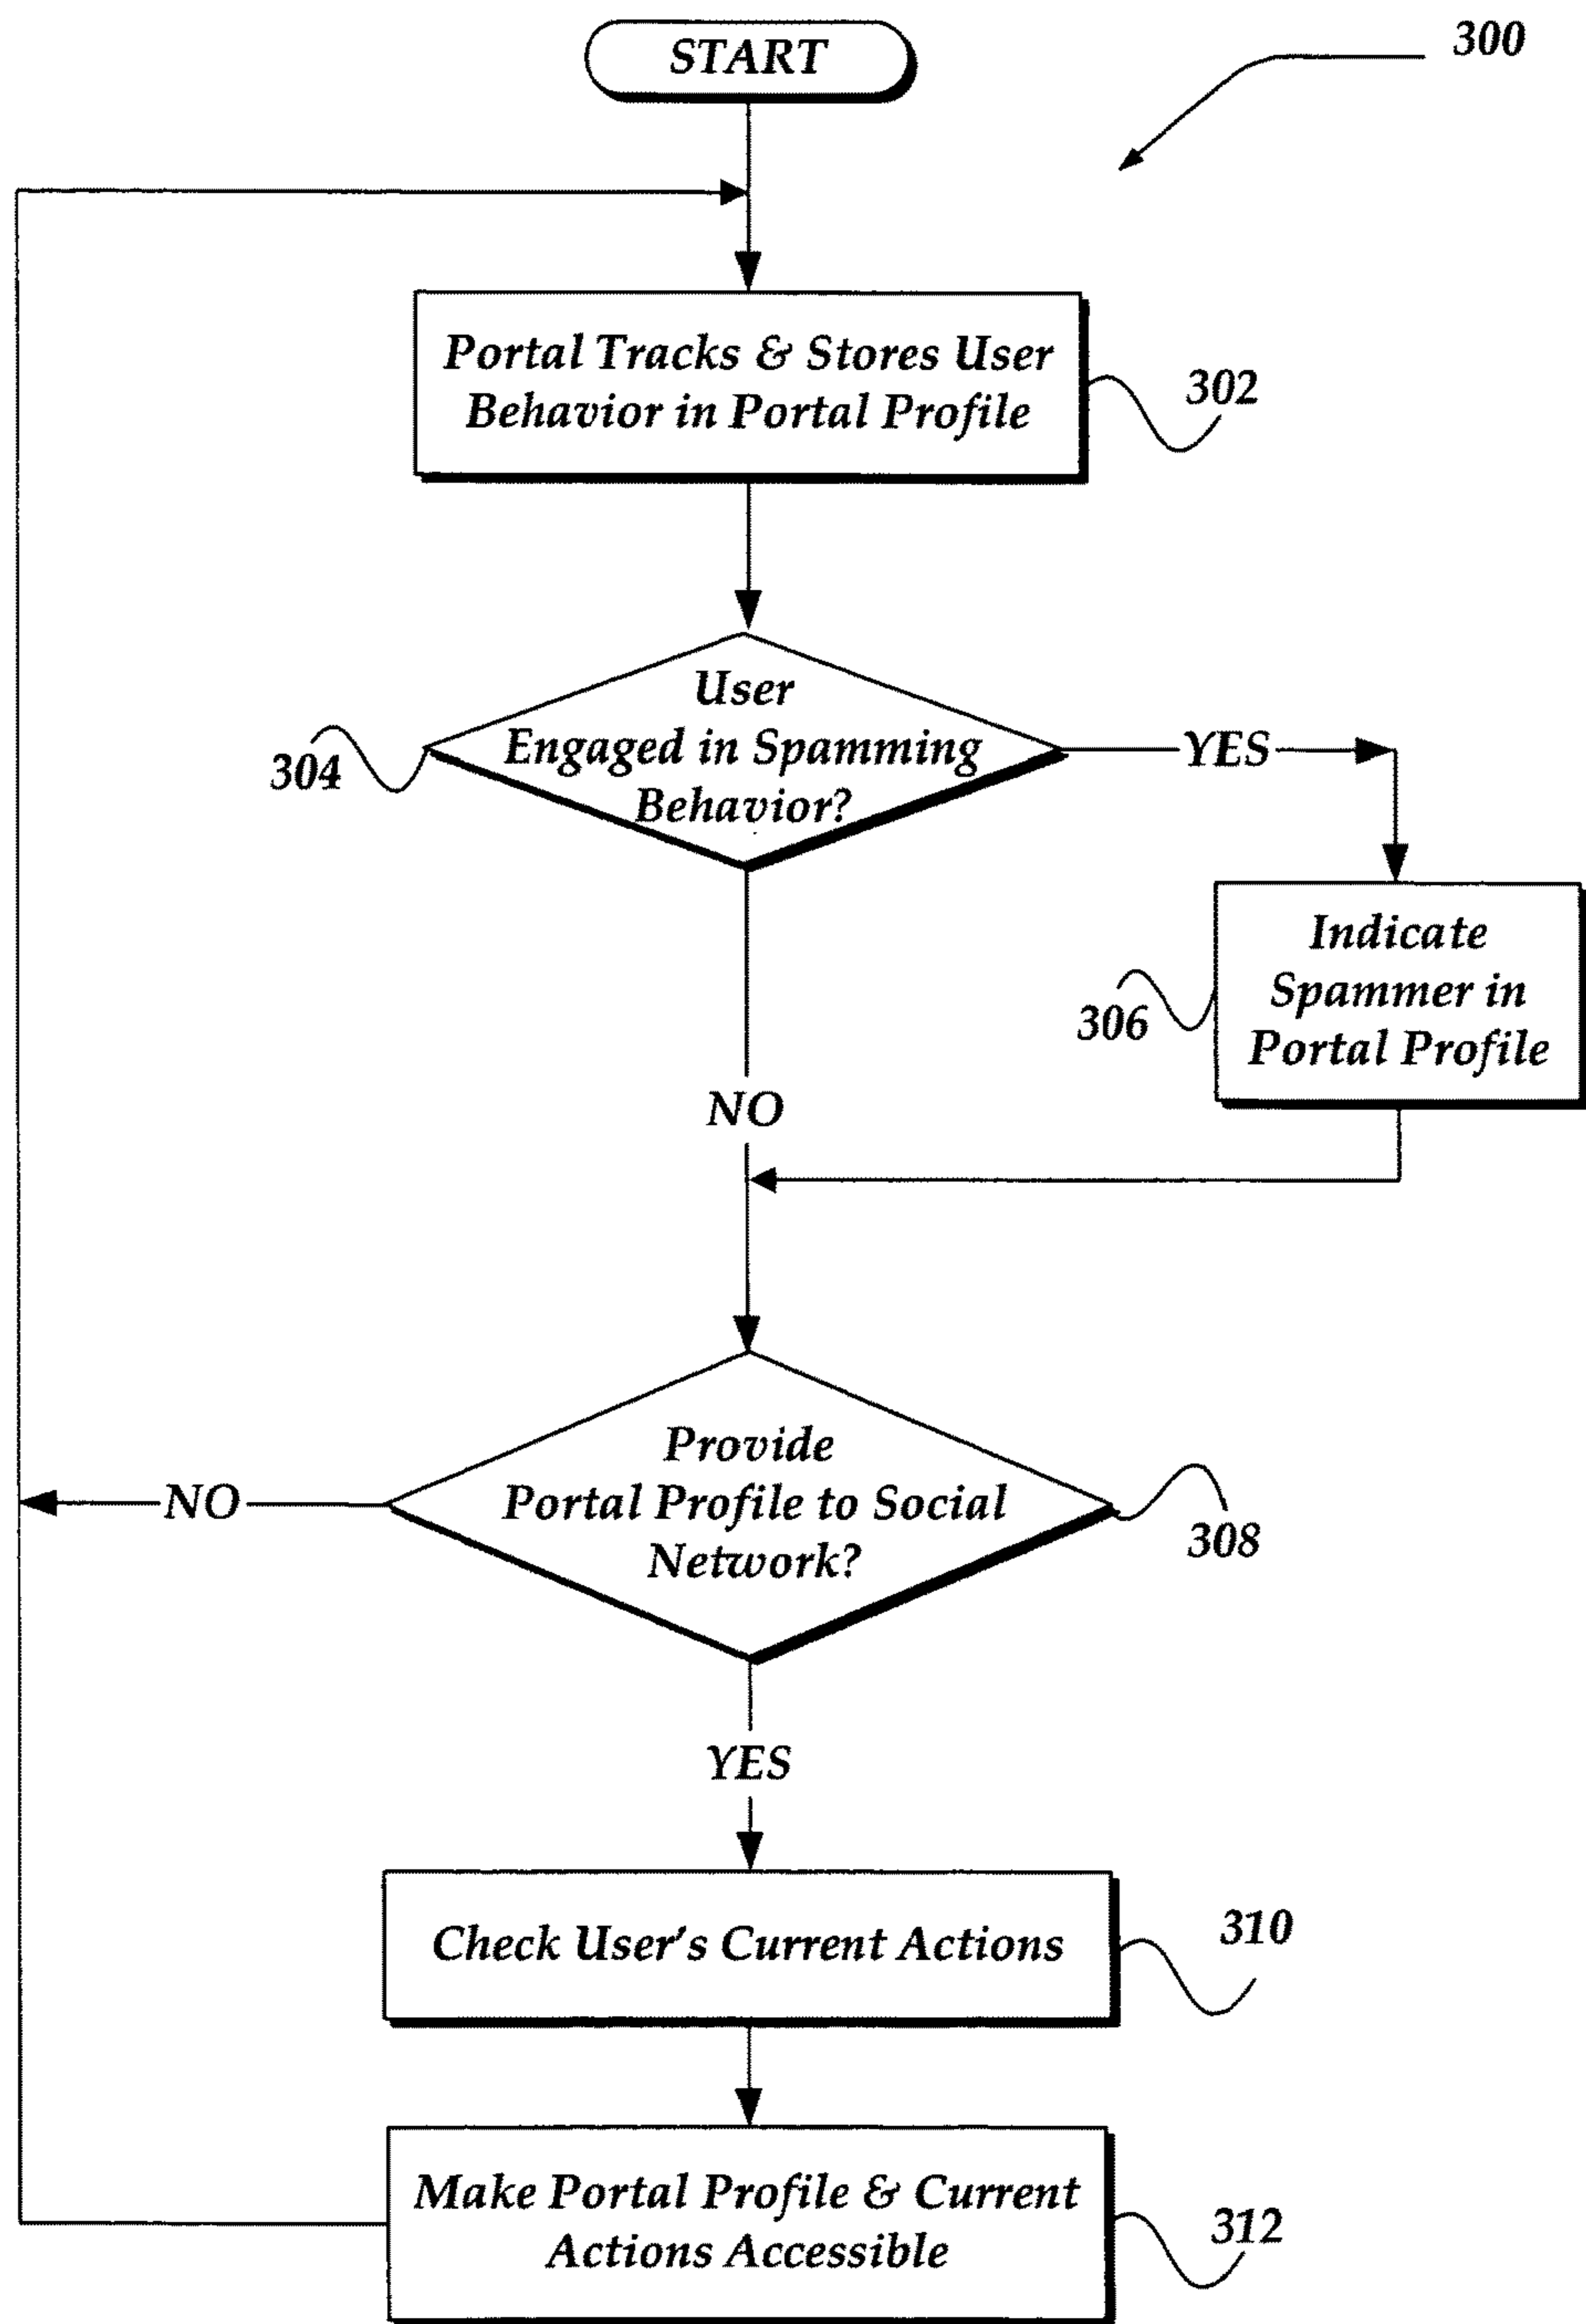 START
300
Portal Tracks & Stores User
Behavior in Portal Profile
302
User
Engaged in Spamming
Behavior?
304
YES
Indicate
Spammer in
Portal Profile
306
NO
Provide
Portal Profile to Social
Network?
NO
308
YES
Check User's Current Actions
310
Make Portal Profile & Current
Actions Accessible
312